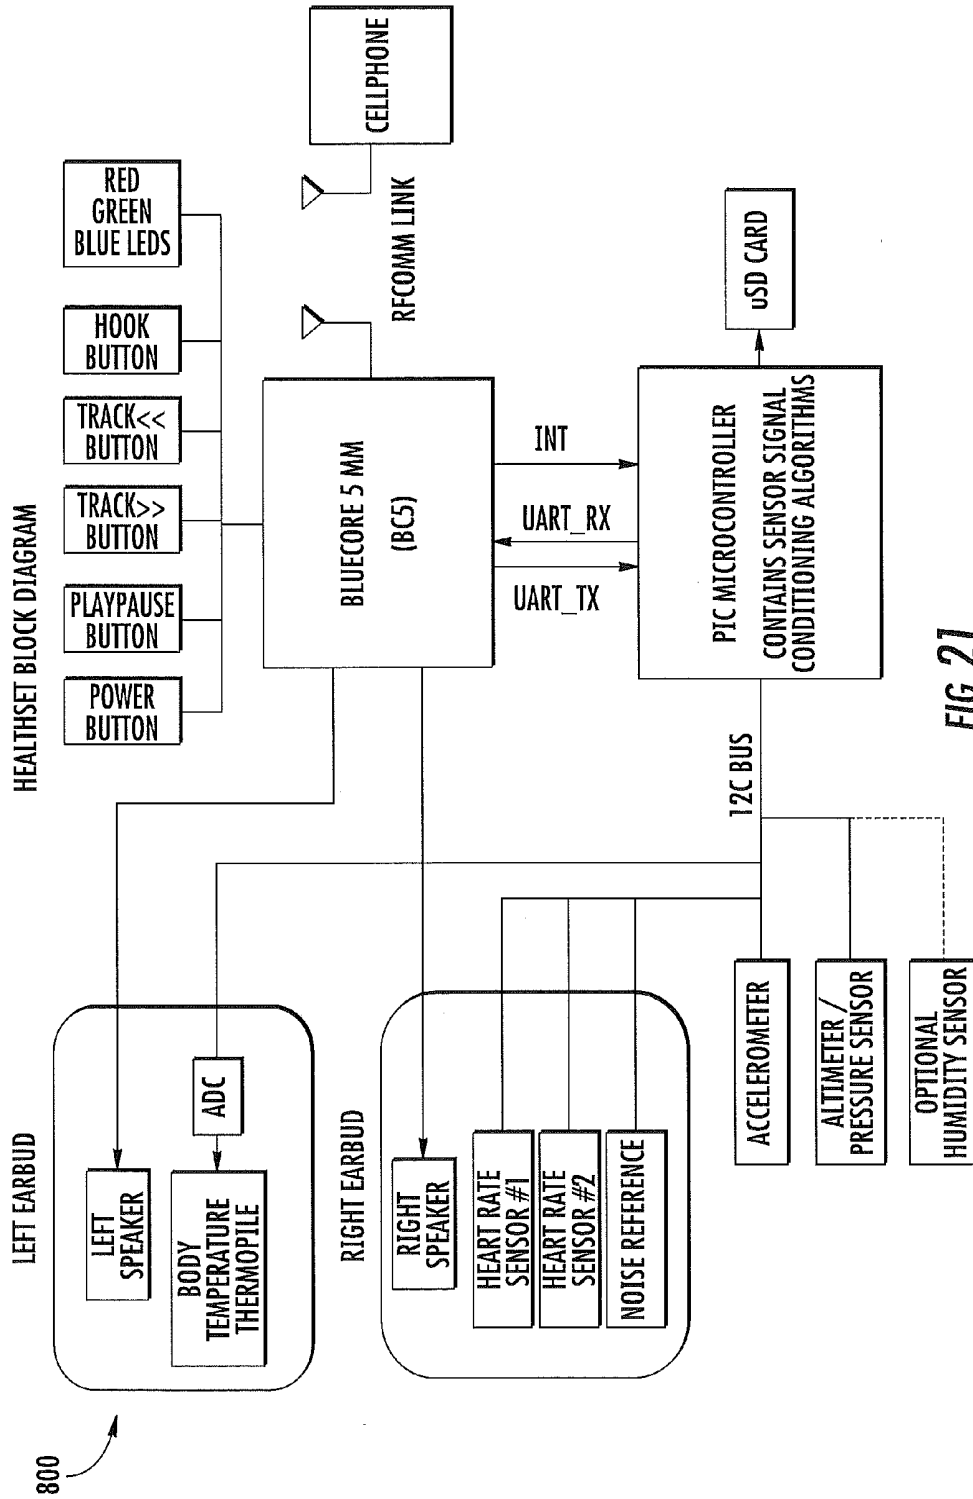 HEALTHSET BLOCK DIAGRAM
800
LEFT EARBUD
LEFT
SPEAKER
BODY
TEMPERATURE
THERMOPILE
ADC
RIGHT EARBUD
RIGHT
SPEAKER
HEART RATE
SENSOR #1
HEART RATE
SENSOR #2
NOISE REFERENCE
POWER
BUTTON
PLAYPAUSE
BUTTON
TRACK>>
BUTTON
TRACK<<
BUTTON
HOOK
BUTTON
RED
GREEN
BLUE LEDS
BLUECORE 5 MM
(BC5)
RFCOMM LINK
CELLPHONE
UART_TX
UART_RX
INT
PIC MICROCONTROLLER
CONTAINS SENSOR SIGNAL
CONDITIONING ALGORITHMS
uSD CARD
12C BUS
ACCELEROMETER
ALTIMETER/
PRESSURE SENSOR
OPTIONAL
HUMIDITY SENSOR
FIG. 21